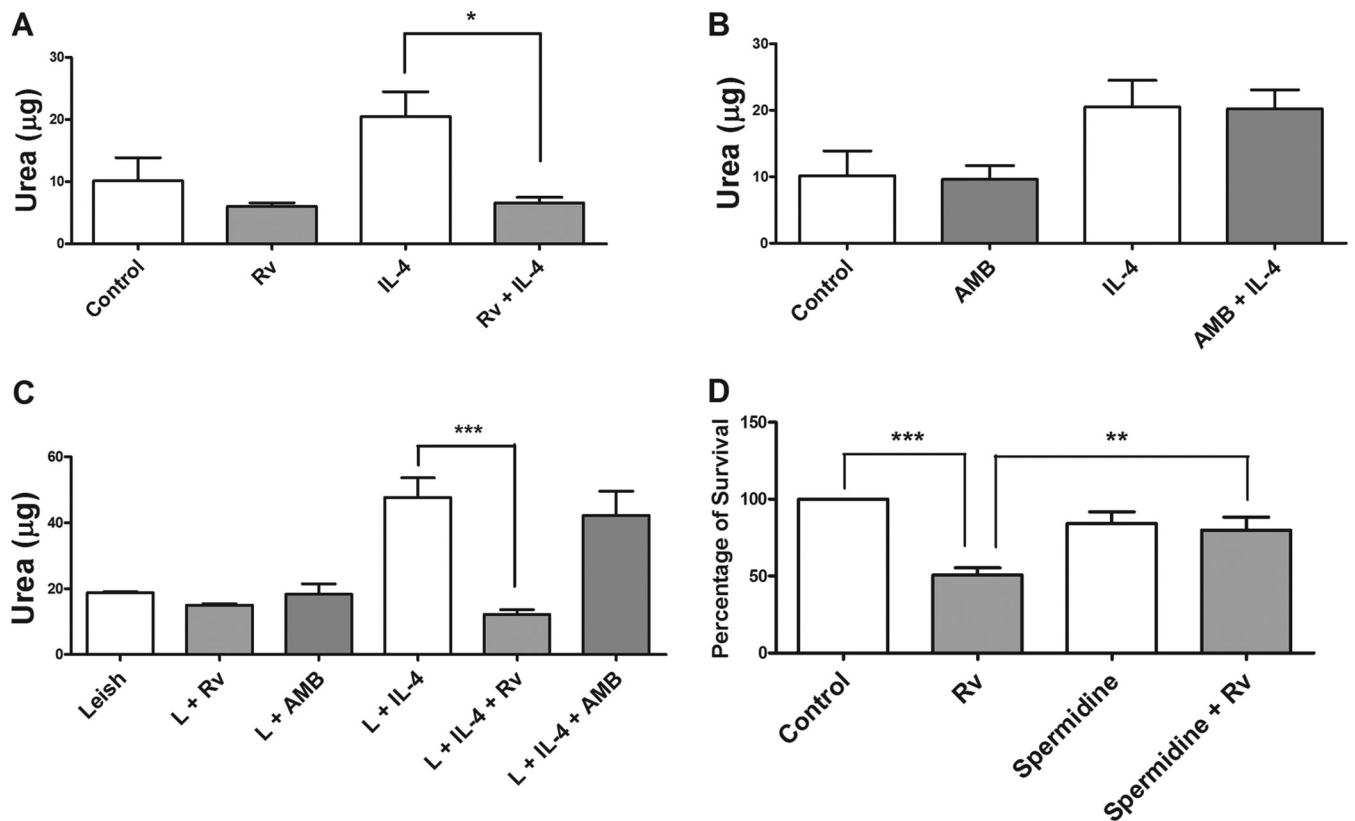 A
*
30
20
10
0
Urea (µg)
Control
Rv
IL-4
Rv + IL-4
B
30
20
10
0
Urea (µg)
Control
AMB
IL-4
AMB + IL-4
C
***
60
40
20
0
Urea (µg)
Leish
L + Rv
L + AMB
L + IL-4
L + IL-4 + Rv
L + IL-4 + AMB
D
***
**
150
100
50
0
Percentage of Survival
Control
Rv
Spermidine
Spermidine + Rv